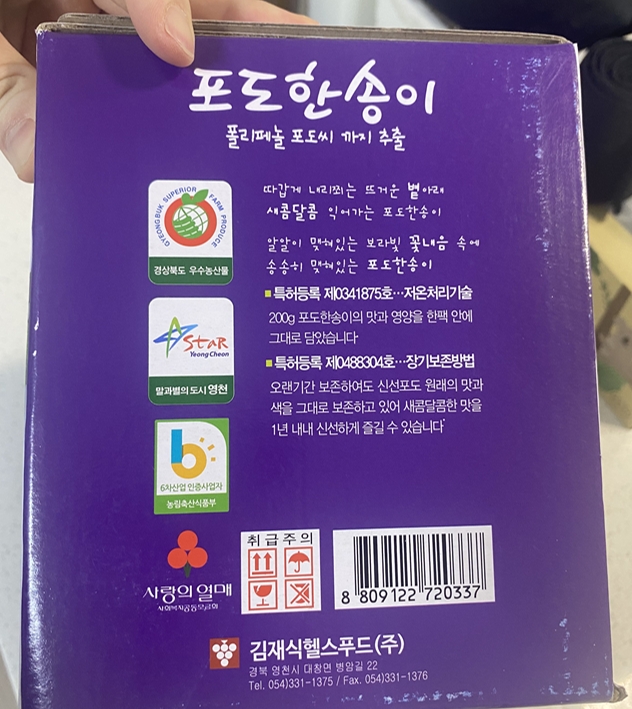 포도한송이
폴리페놀 포도씨 까지 추출
GYEONGBUK SUPERIOR FARM PRODUCE
경상북도 우수농산물
따갑게 내리쬐는 뜨거운 볕아래
새콤달콤 익어가는 포도한송이
알알이 맺혀있는 보라빛 꽃내음 속에
송송히 맺혀있는 포도한송이
특허등록 제0341875호…저온처리기술
200g 포도한송이의 맛과 영양을 한팩 안에
그대로 담았습니다
STAR
YeongCheon
말과별의 도시 영천
특허등록 제0488304호…장기보존방법
오랜기간 보존하여도 신선포도 원래의 맛과
색을 그대로 보존하고 있어 새콤달콤한 맛을
1년 내내 신선하게 즐길 수 있습니다
b
6차산업 인증사업자
농림축산식품부
사랑의 열매
사회복지공동모금회
취급주의
8 809122 720337
김재식헬스푸드(주)
경북 영천시 대창면 병암길 22
Tel. 054)331-1375 / Fax. 054)331-1376